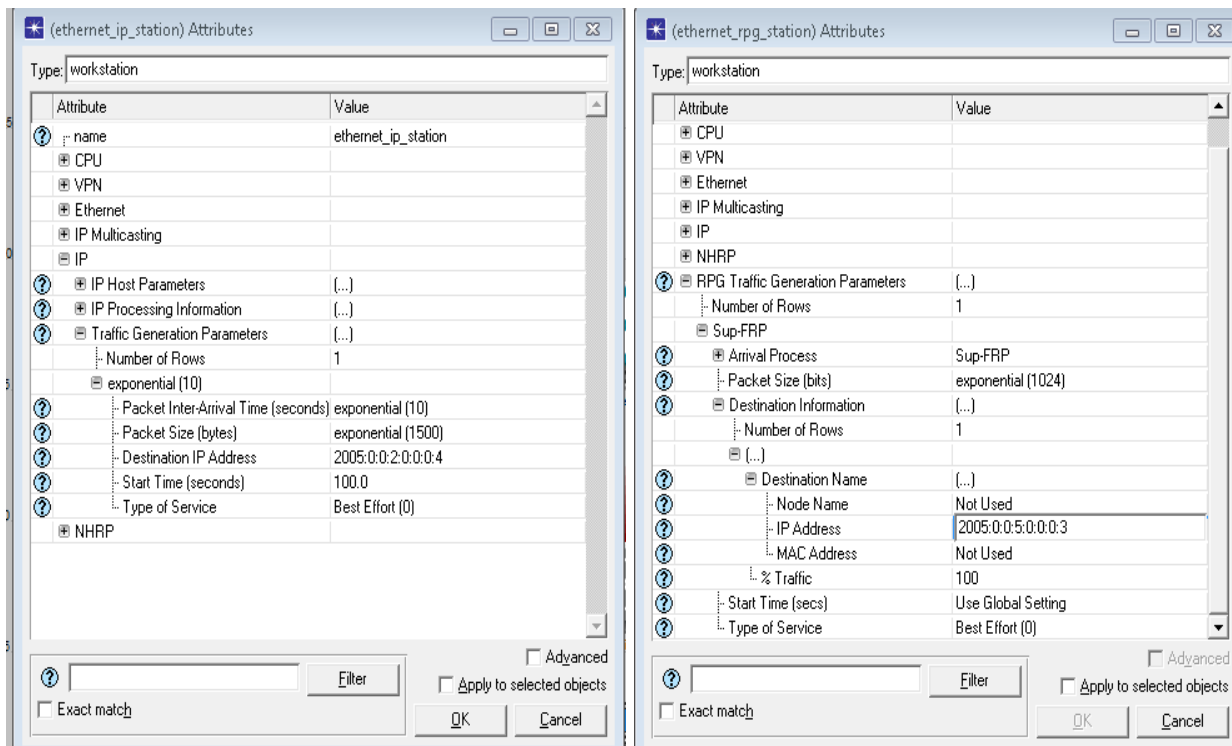 (ethernet_ip_station) Attributes
Type: workstation
Attribute Value
name ethernet_ip_station
CPU
VPN
Ethernet
IP Multicasting
IP
IP Host Parameters (...)
IP Processing Information (...)
Traffic Generation Parameters (...)
Number of Rows 1
exponential (10)
Packet Inter-Arrival Time (seconds) exponential (10)
Packet Size (bytes) exponential (1500)
Destination IP Address 2005:0:0:2:0:0:0:4
Start Time (seconds) 100.0
Type of Service Best Effort (0)
NHRP
Advanced
Filter
Apply to selected objects
Exact match
OK Cancel
(ethernet_rpg_station) Attributes
Type: workstation
Attribute Value
CPU
VPN
Ethernet
IP Multicasting
IP
NHRP
RPG Traffic Generation Parameters (...)
Number of Rows 1
Sup-FRP
Arrival Process Sup-FRP
Packet Size (bits) exponential (1024)
Destination Information (...)
Number of Rows 1
(...)
Destination Name (...)
Node Name Not Used
IP Address 2005:0:0:5:0:0:0:3
MAC Address Not Used
% Traffic 100
Start Time (secs) Use Global Setting
Type of Service Best Effort (0)
Advanced
Filter
Apply to selected objects
Exact match
OK Cancel